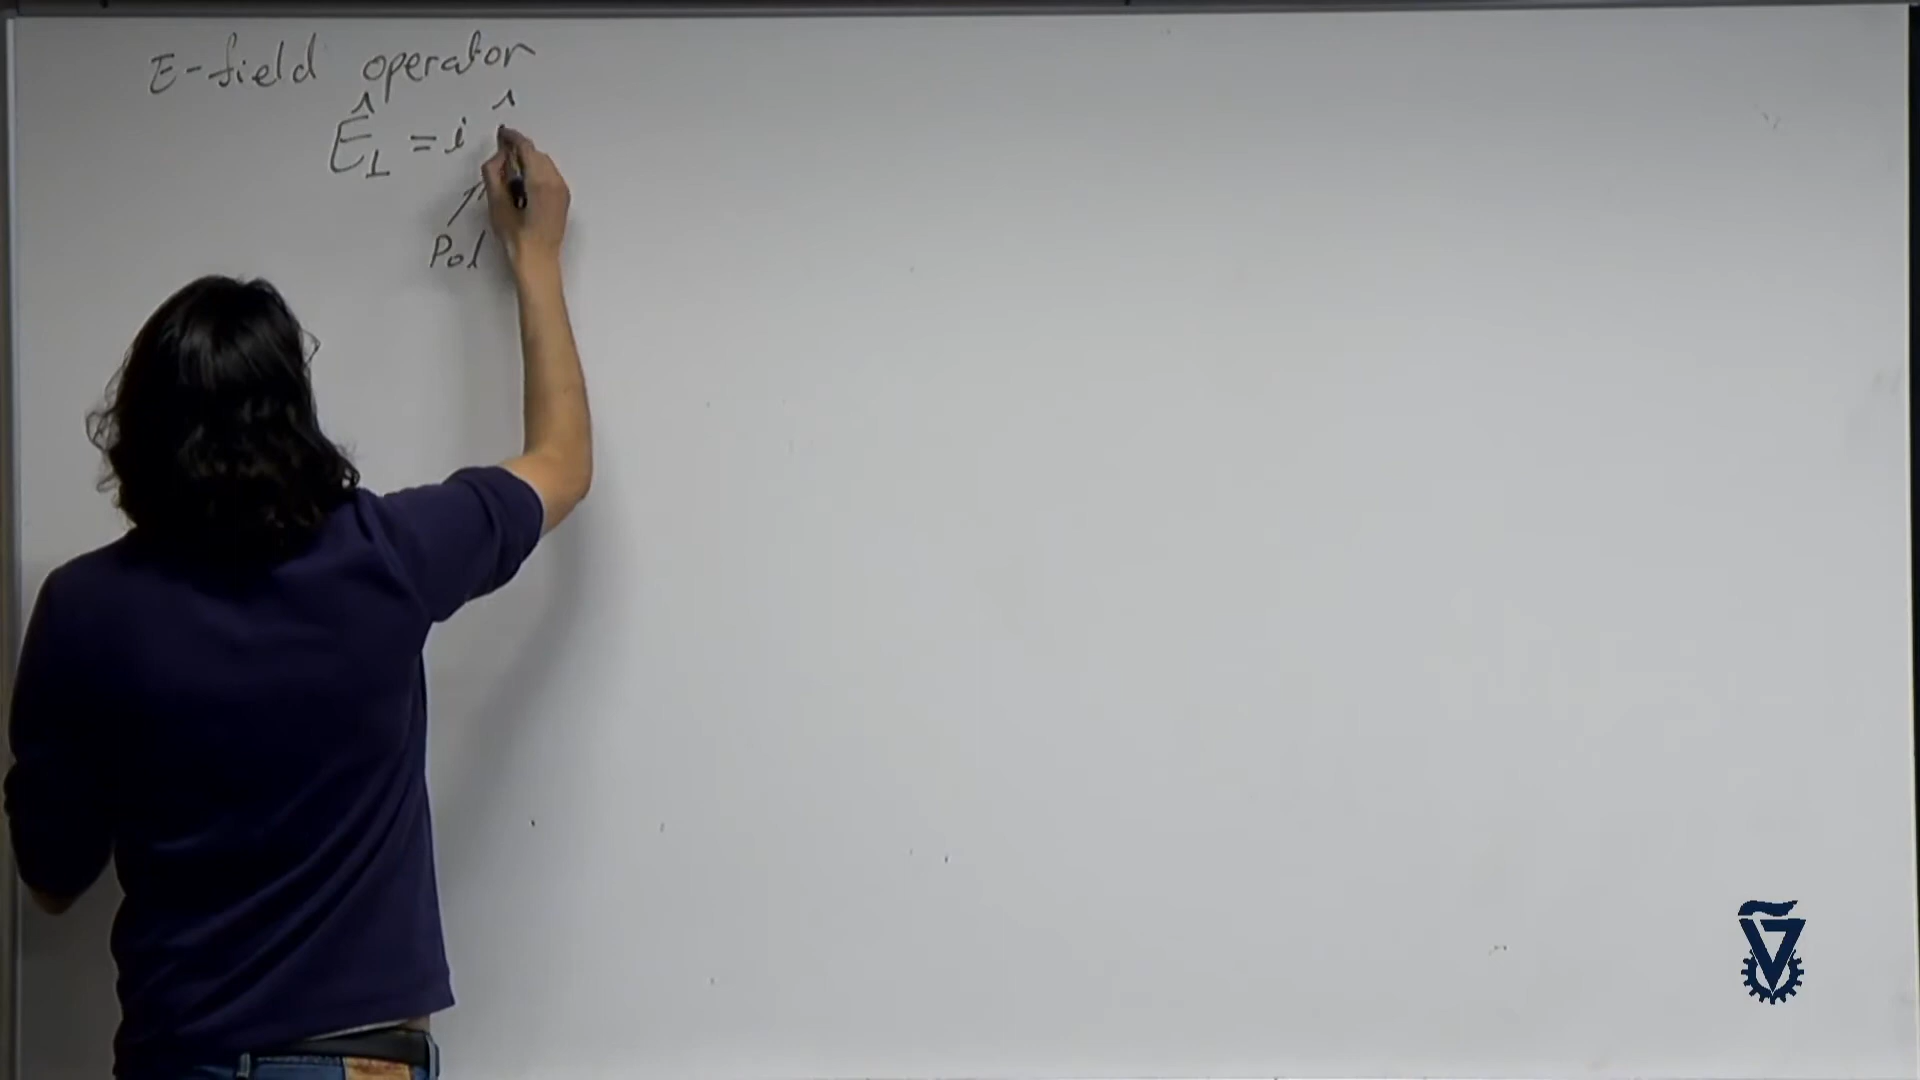 E-field operator
Ê⊥ = i ^
Pol